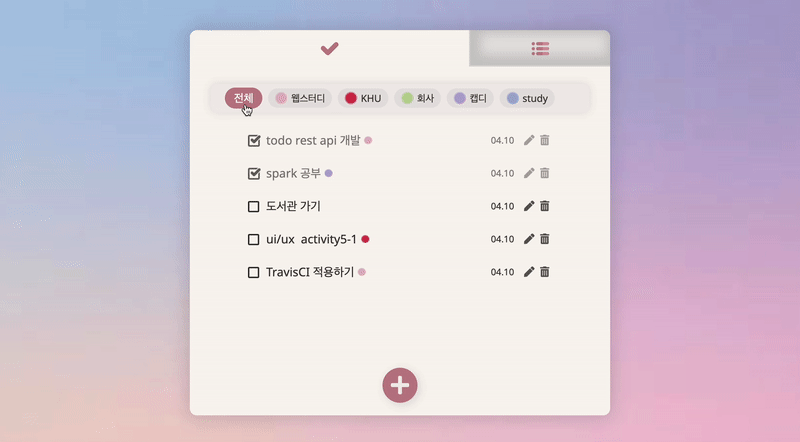 전체 웹스터디 KHU 회사 캡디 study
todo rest api 개발 04.10
spark 공부 04.10
도서관 가기 04.10
ui/ux activity5-1 04.10
TravisCI 적용하기 04.10